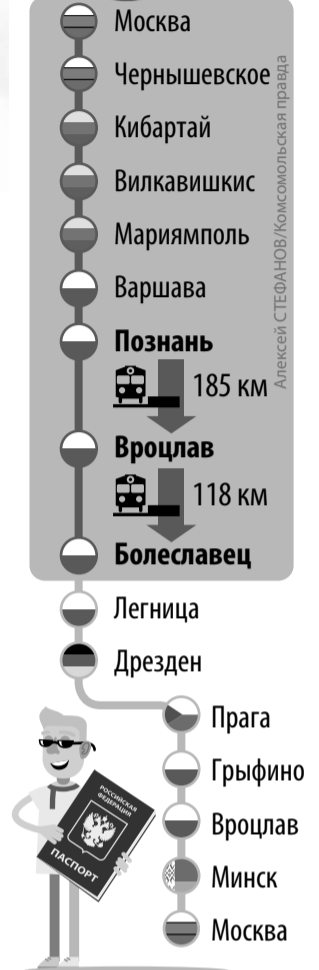 Москва
Чернышевское
Кибартай
Вилкавишкис
Мариямполь
Варшава
Познань
185 км
Вроцлав
118 км
Болеславец
Легница
Дрезден
Прага
Грыфино
Вроцлав
Минск
Москва
РОССИЙСКАЯ
ФЕДЕРАЦИЯ
ПАСПОРТ
Алексей СТЕФАНОВ/Комсомольская правда